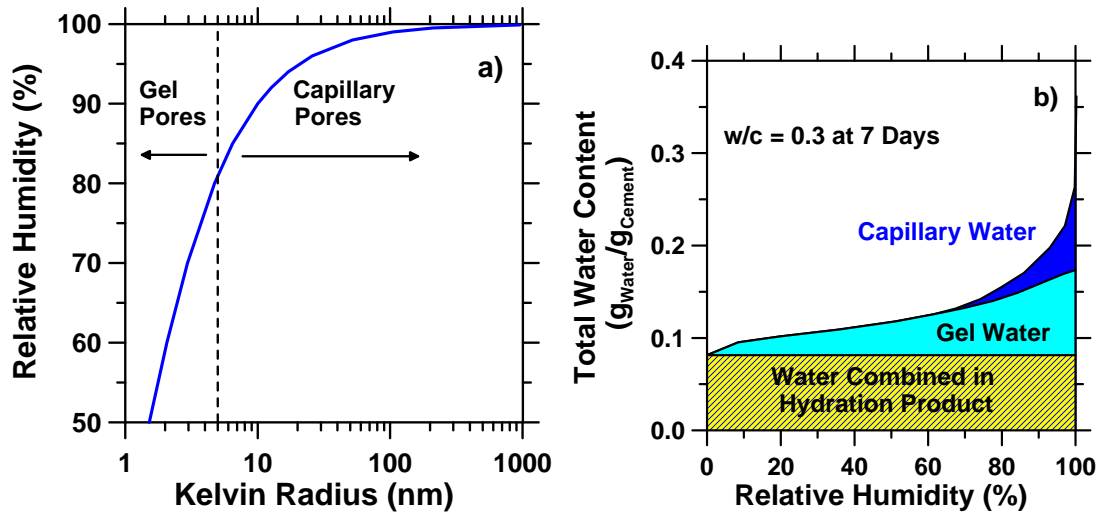 a)
Relative Humidity (%)
100
90
80
70
60
50
Gel
Pores
Capillary
Pores
1
10
100
1000
Kelvin Radius (nm)
b)
Total Water Content
(gWater/gCement)
0.4
0.3
0.2
0.1
0.0
w/c = 0.3 at 7 Days
Capillary Water
Gel Water
Water Combined in
Hydration Product
0
20
40
60
80
100
Relative Humidity (%)